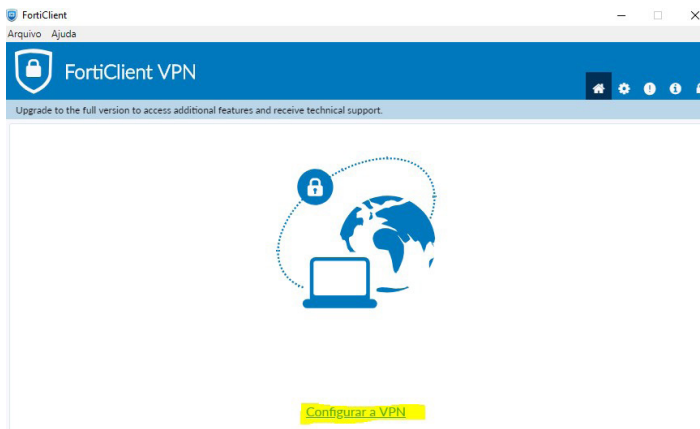 FortiClient
Arquivo Ajuda
FortiClient VPN
Upgrade to the full version to access additional features and receive technical support.
Configurar a VPN